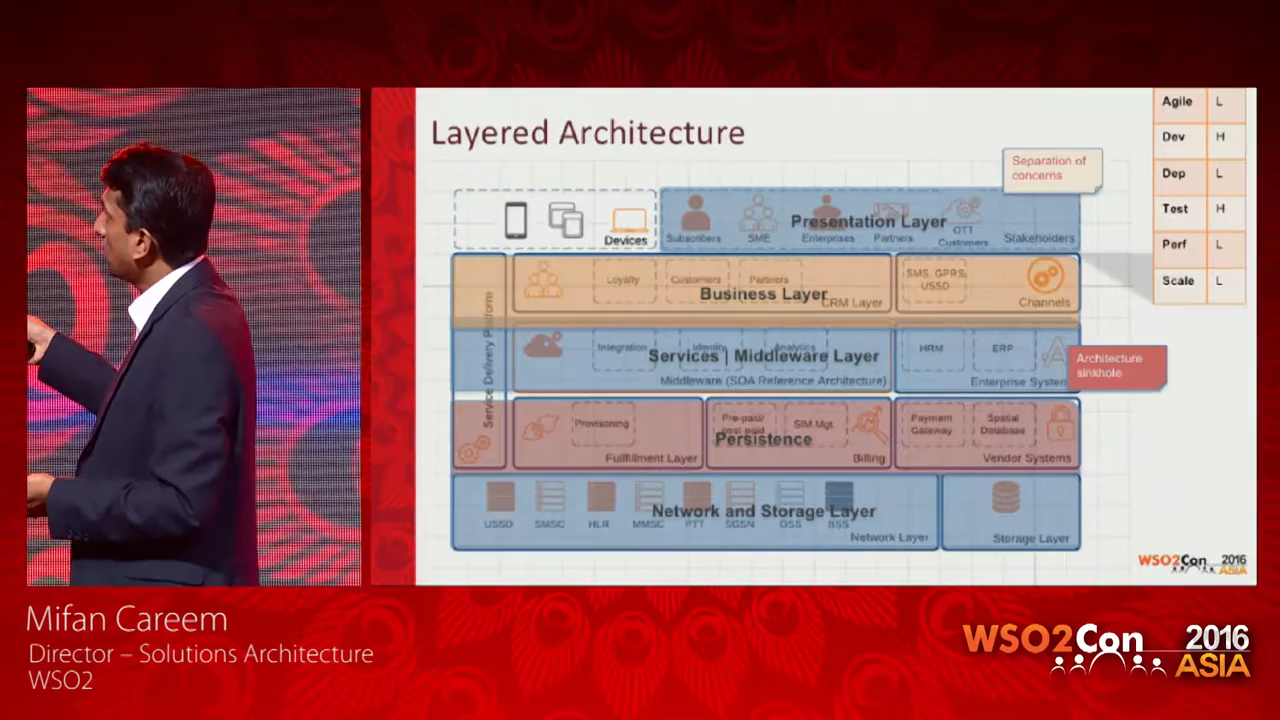 Layered Architecture
Agile L
Dev H
Dep L
Test H
Perf L
Scale L
Separation of
concerns
Devices
Presentation Layer
Subscribers
SME
Enterprises
Partners
OTT
Customers
Stakeholders
Service Delivery Platform
Loyalty
Customers
Partners
Business Layer
CRM Layer
SMS, GPRS,
USSD
Channels
Integration
Identity
Analytics
Services | Middleware Layer
Middleware (SOA Reference Architecture)
HRM
ERP
Enterprise System
Architecture
sinkhole
Provisioning
Fullfillment Layer
Pre-paid/
post-paid
SIM Mgt
Persistence
Billing
Payment
Gateway
Spatial
Database
Vendor Systems
Network and Storage Layer
USSD
SMSC
HLR
MMSC
PTT
SGSN
OSS
BSS
Network Layer
Storage Layer
WSO2Con 2016
ASIA
Mifan Careem
Director – Solutions Architecture
WSO2
WSO2Con 2016
ASIA